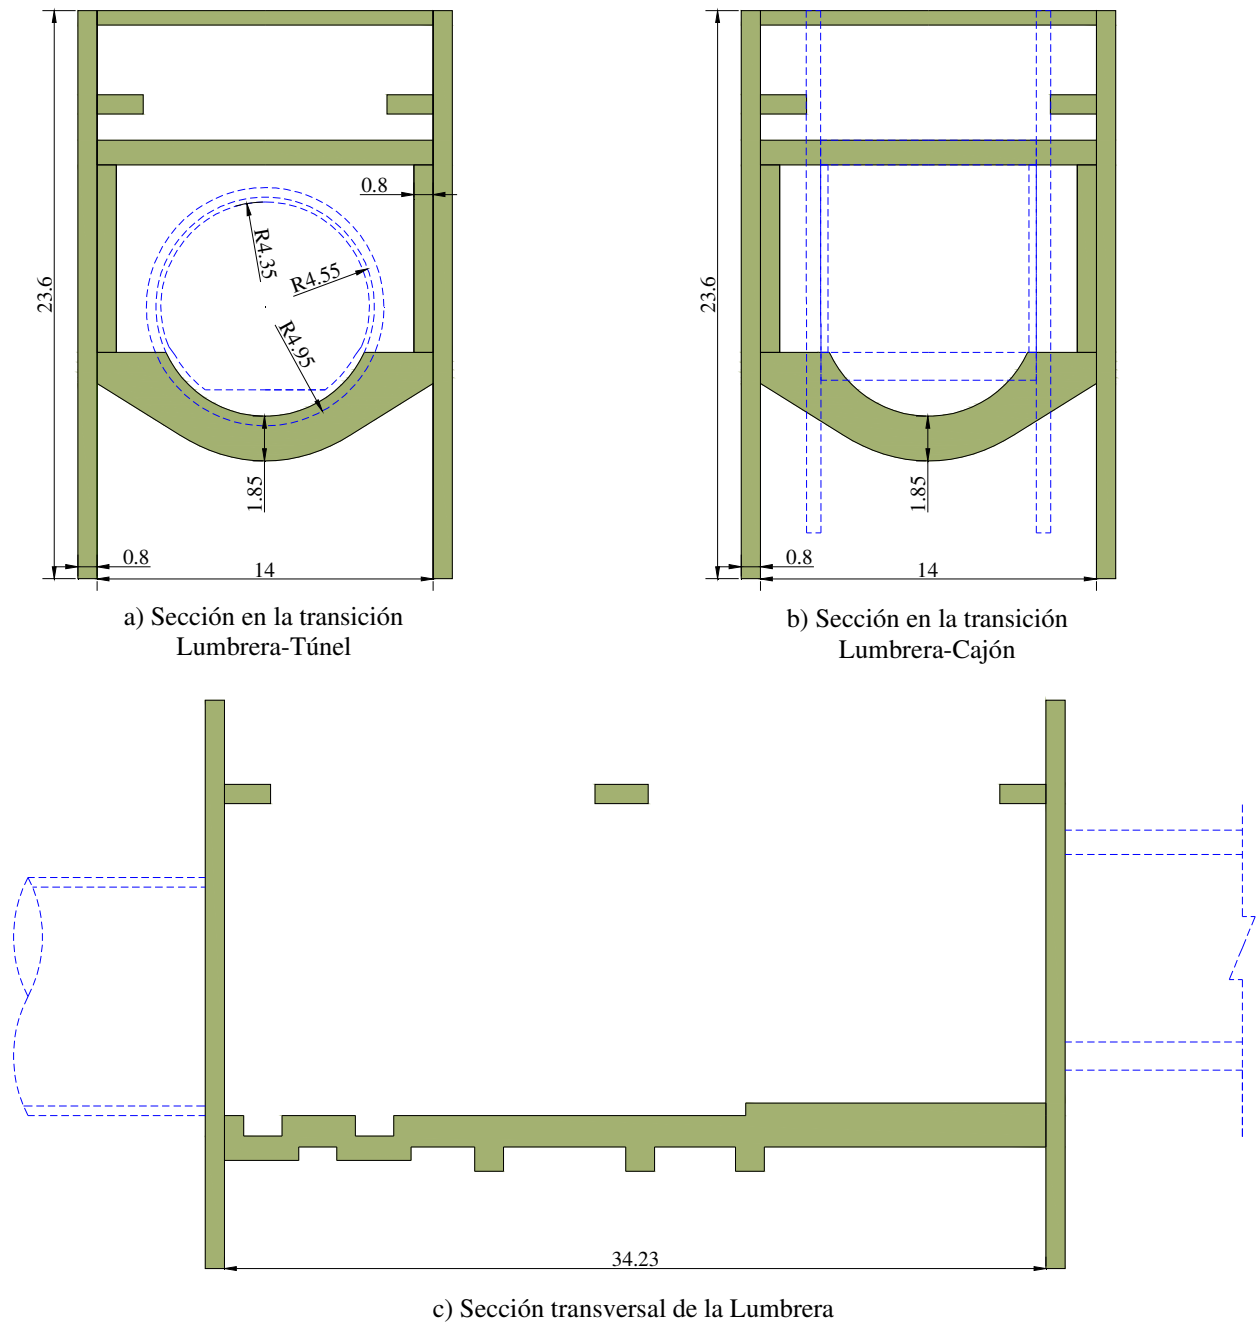 23.6
0.8
R4.35
R4.55
R4.95
1.85
0.8
14
a) Sección en la transición
Lumbrera-Túnel
23.6
1.85
0.8
14
b) Sección en la transición
Lumbrera-Cajón
34.23
c) Sección transversal de la Lumbrera